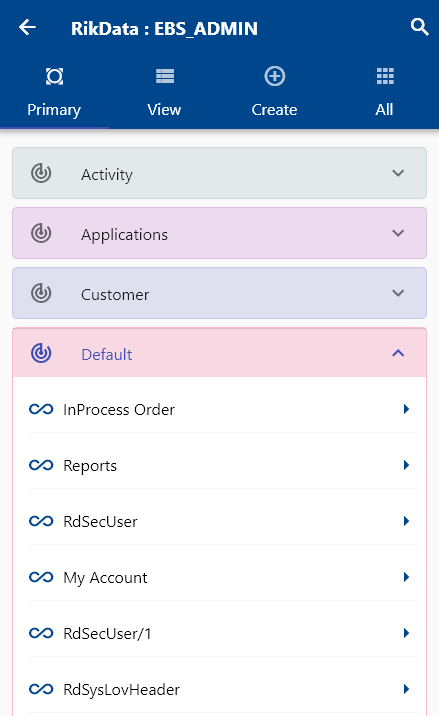 RikData : EBS_ADMIN
Primary View Create All
Activity
Applications
Customer
Default
InProcess Order
Reports
RdSecUser
My Account
RdSecUser/1
RdSysLovHeader